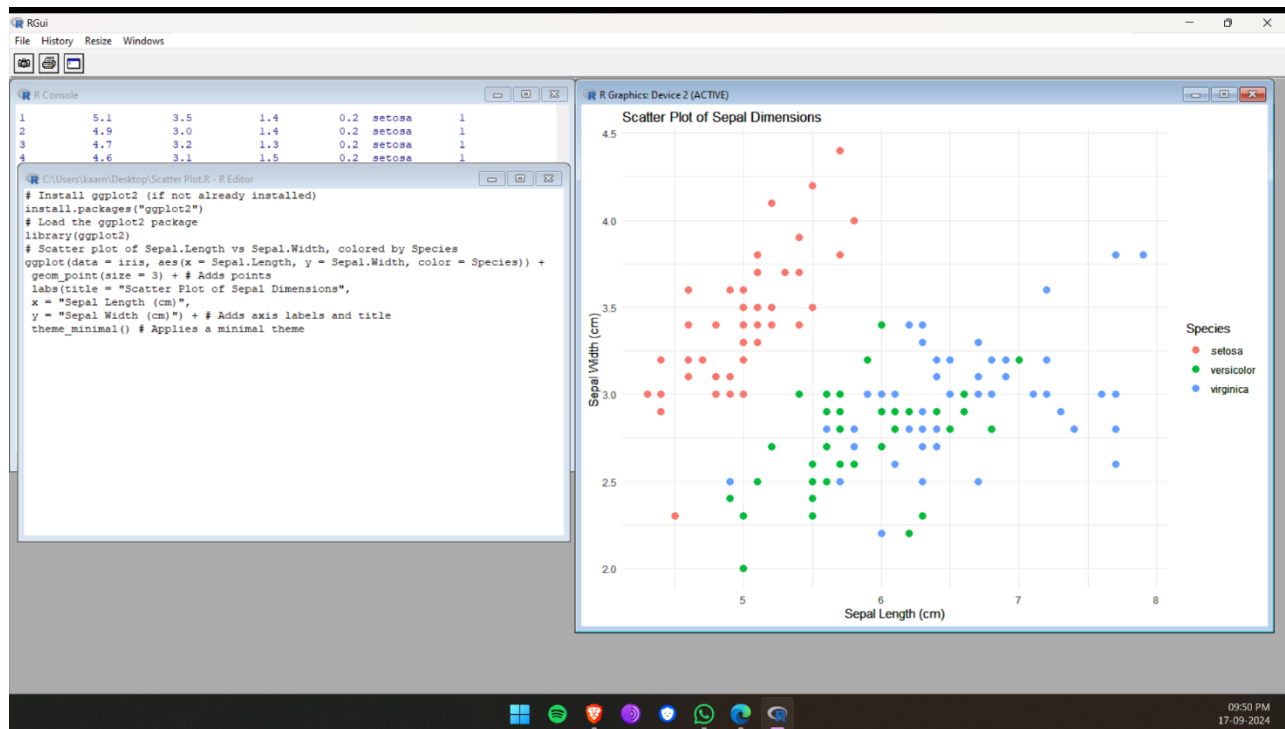 RGui
File History Resize Windows
R Console
1 5.1 3.5 1.4 0.2 setosa 1
2 4.9 3.0 1.4 0.2 setosa 1
3 4.7 3.2 1.3 0.2 setosa 1
4 4.6 3.1 1.5 0.2 setosa 1
C:\Users\kaarn\Desktop\Scatter Plot.R - R Editor
# Install ggplot2 (if not already installed)
install.packages("ggplot2")
# Load the ggplot2 package
library(ggplot2)
# Scatter plot of Sepal.Length vs Sepal.Width, colored by Species
ggplot(data = iris, aes(x = Sepal.Length, y = Sepal.Width, color = Species)) +
geom_point(size = 3) + # Adds points
labs(title = "Scatter Plot of Sepal Dimensions",
x = "Sepal Length (cm)",
y = "Sepal Width (cm)") + # Adds axis labels and title
theme_minimal() # Applies a minimal theme
R Graphics: Device 2 (ACTIVE)
Scatter Plot of Sepal Dimensions
4.5
4.0
3.5
3.0
2.5
2.0
Sepal Width (cm)
5 6 7 8
Sepal Length (cm)
Species
setosa
versicolor
virginica
09:50 PM
17-09-2024